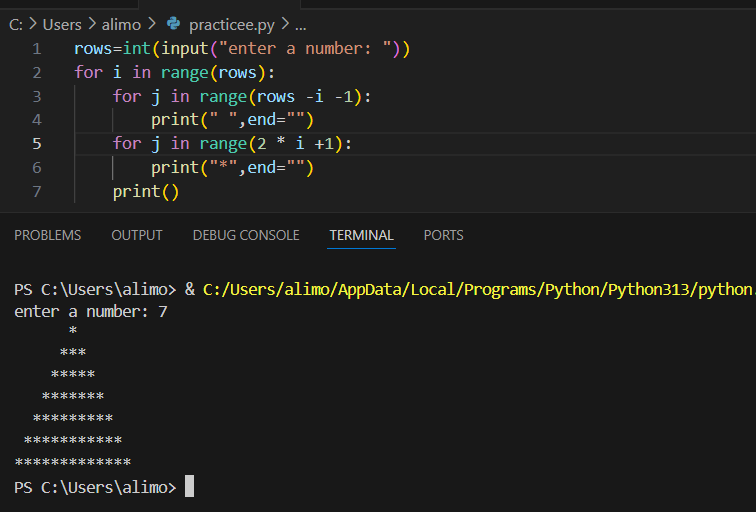 C: > Users > alimo > practicee.py > ...
1 rows=int(input("enter a number: "))
2 for i in range(rows):
3     for j in range(rows -i -1):
4         print(" ",end="")
5     for j in range(2 * i +1):
6         print("*",end="")
7     print()
PROBLEMS OUTPUT DEBUG CONSOLE TERMINAL PORTS
PS C:\Users\alimo> & C:/Users/alimo/AppData/Local/Programs/Python/Python313/python.
enter a number: 7
      *
     ***
    *****
   *******
  *********
 ***********
*************
PS C:\Users\alimo>